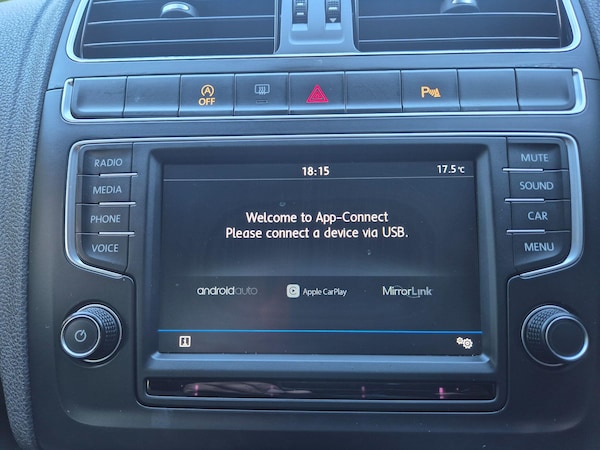 A
OFF
P
RADIO
MEDIA
PHONE
VOICE
18:15
17.5°C
Welcome to App-Connect
Please connect a device via USB.
androidauto
Apple CarPlay
MirrorLink
MUTE
SOUND
CAR
MENU